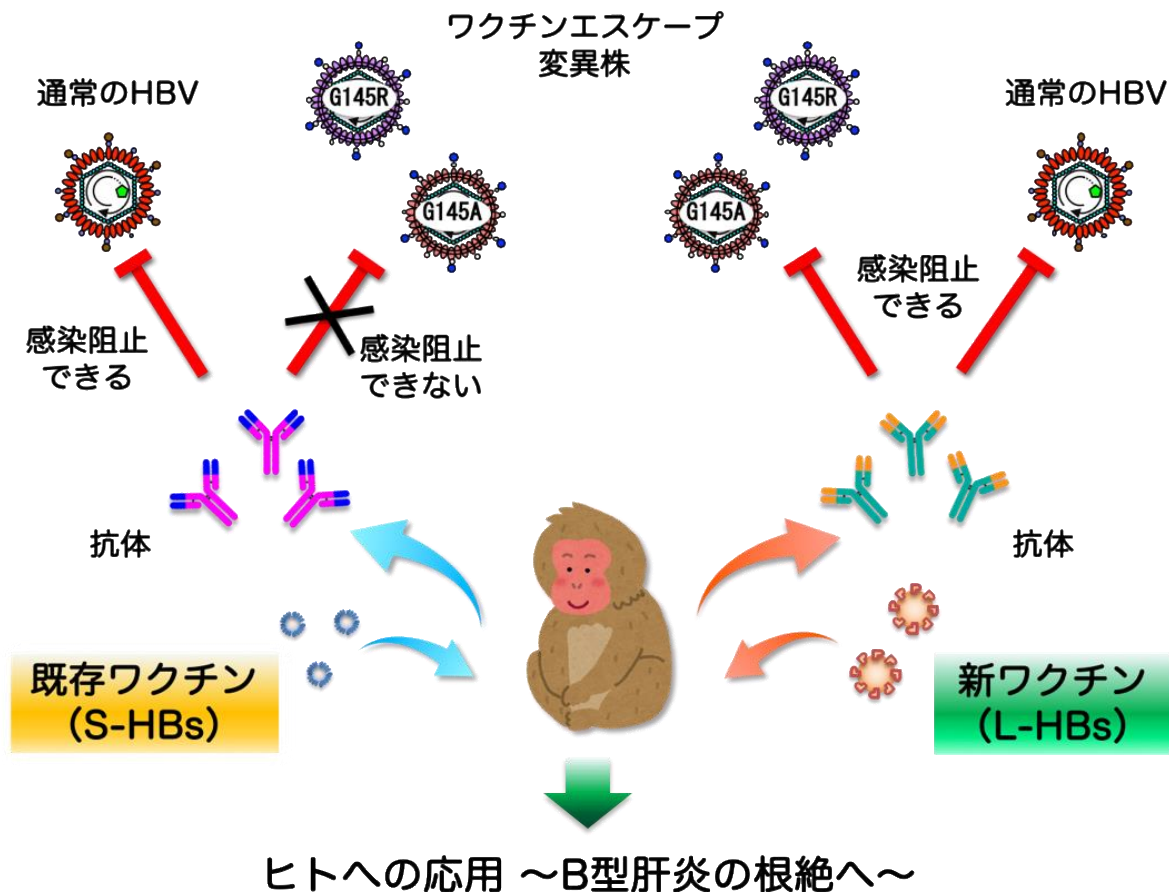 ワクチンエスケープ
変異株
通常のHBV
G145R
G145A
G145R
G145A
通常のHBV
感染阻止
できる
感染阻止
できない
感染阻止
できる
抗体
抗体
既存ワクチン
（S-HBs）
新ワクチン
（L-HBs）
ヒトへの応用 〜B型肝炎の根絶へ〜